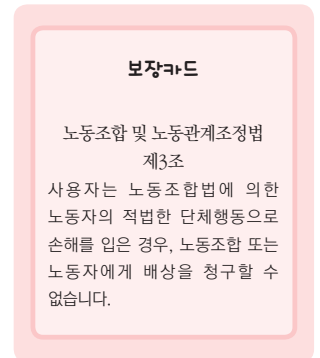 보장카드
노동조합 및 노동관계조정법
제3조
사용자는 노동조합법에 의한
노동자의 적법한 단체행동으로
손해를 입은 경우, 노동조합 또는
노동자에게 배상을 청구할 수
없습니다.